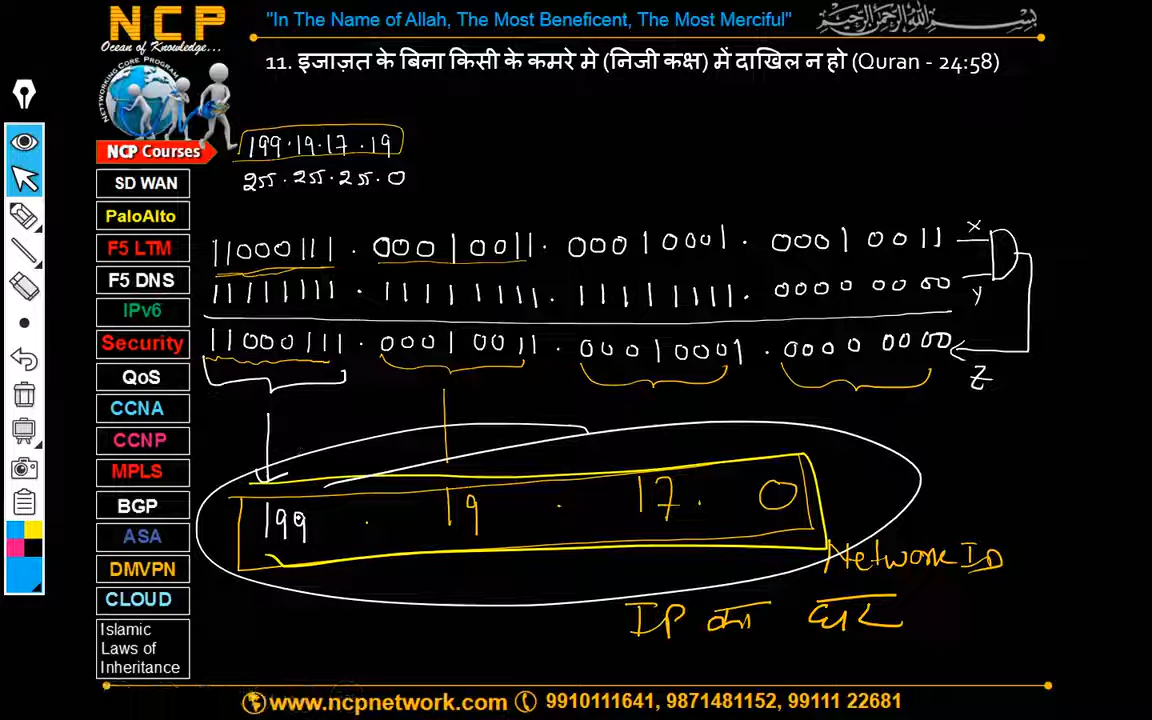 NCP
Ocean of Knowledge...
"In The Name of Allah, The Most Beneficent, The Most Merciful"
11. इजाज़त के बिना किसी के कमरे मे (निजी कक्ष) में दाखिल न हो (Quran - 24:58)
NETWORKING CORE PROGRAM
NCP Courses
SD WAN
PaloAlto
F5 LTM
F5 DNS
IPv6
Security
QoS
CCNA
CCNP
MPLS
BGP
ASA
DMVPN
CLOUD
Islamic
Laws of
Inheritance
199.19.17.19
255.255.255.0
11000111.00010011.00010001.00010011 X
11111111.11111111.11111111.00000000 Y
11000111.00010011.00010001.00000000
Z
199.19.17.0
Network ID
IP का घर
www.ncpnetwork.com 9910111641, 9871481152, 99111 22681